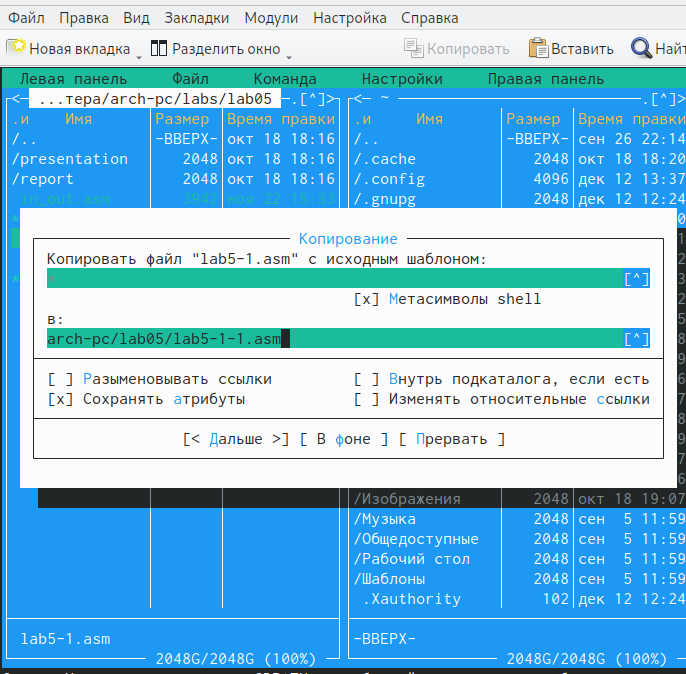 Файл Правка Вид Закладки Модули Настройка Справка
Новая вкладка Разделить окно Копировать Вставить Найт
Левая панель Файл Команда Настройки Правая панель
<— ...тера/arch-pc/labs/lab05 —.[^]>
<— ~ —.[^]>
.и Имя Размер Время правки
.и Имя Размер Время правки
/.. -ВВЕРХ- окт 18 18:16
/.. -ВВЕРХ- сен 26 22:14
/presentation 2048 окт 18 18:16
/.cache 2048 окт 18 18:20
/report 2048 окт 18 18:16
/.config 4096 дек 12 13:37
in_out.asm 3942 ноя 22 15:33
/.gnupg 2048 дек 12 12:24
Копирование
Копировать файл "lab5-1.asm" с исходным шаблоном:
[^]
[x] Метасимволы shell
в:
arch-pc/lab05/lab5-1-1.asm [^]
[ ] Разыменовывать ссылки [ ] Внутрь подкаталога, если есть
[x] Сохранять атрибуты [ ] Изменять относительные ссылки
[< Дальше >] [ В фоне ] [ Прервать ]
/Изображения 2048 окт 18 19:07
/Музыка 2048 сен 5 11:59
/Общедоступные 2048 сен 5 11:59
/Рабочий стол 2048 сен 5 11:59
/Шаблоны 2048 сен 5 11:59
.Xauthority 102 дек 12 12:24
lab5-1.asm
-ВВЕРХ-
2048G/2048G (100%)
2048G/2048G (100%)